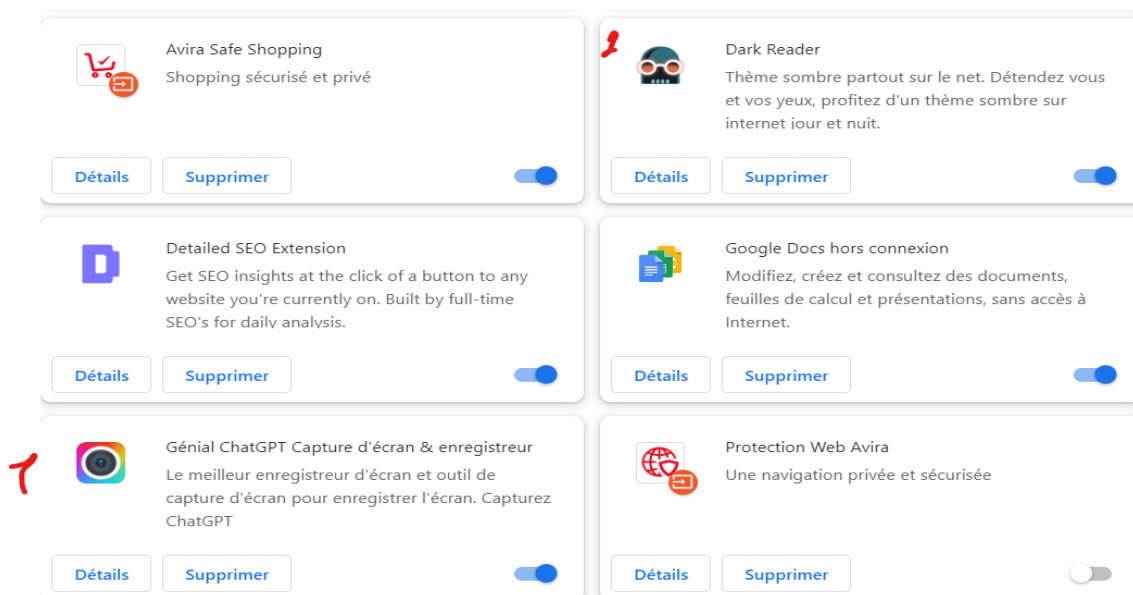 Avira Safe Shopping
Shopping sécurisé et privé
Détails
Supprimer
1
Dark Reader
Thème sombre partout sur le net. Détendez vous
et vos yeux, profitez d'un thème sombre sur
internet jour et nuit.
Détails
Supprimer
Detailed SEO Extension
Get SEO insights at the click of a button to any
website you're currently on. Built by full-time
SEO's for daily analysis.
Détails
Supprimer
Google Docs hors connexion
Modifiez, créez et consultez des documents,
feuilles de calcul et présentations, sans accès à
Internet.
Détails
Supprimer
1
Génial ChatGPT Capture d'écran & enregistreur
Le meilleur enregistreur d'écran et outil de
capture d'écran pour enregistrer l'écran. Capturez
ChatGPT
Détails
Supprimer
Protection Web Avira
Une navigation privée et sécurisée
Détails
Supprimer